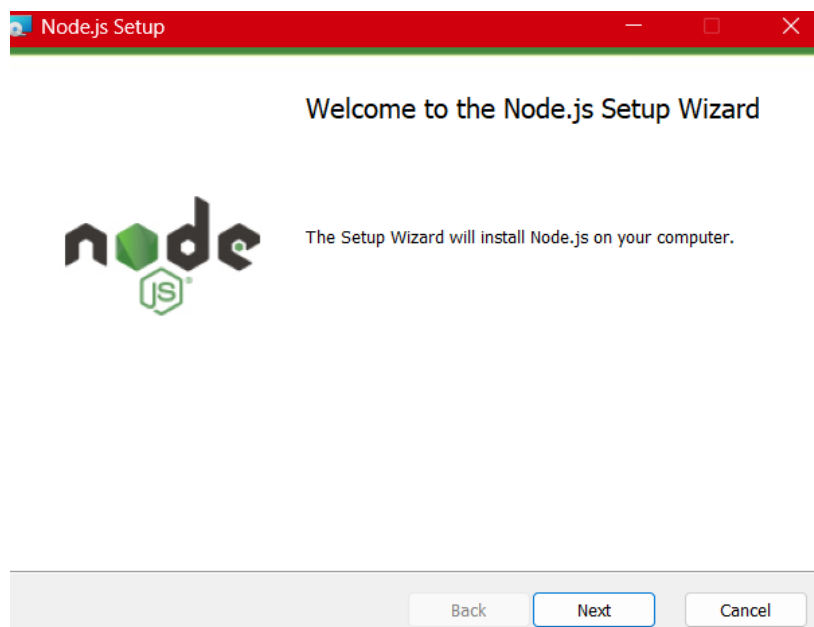 Node.js Setup
Welcome to the Node.js Setup Wizard
node
JS
The Setup Wizard will install Node.js on your computer.
Back
Next
Cancel